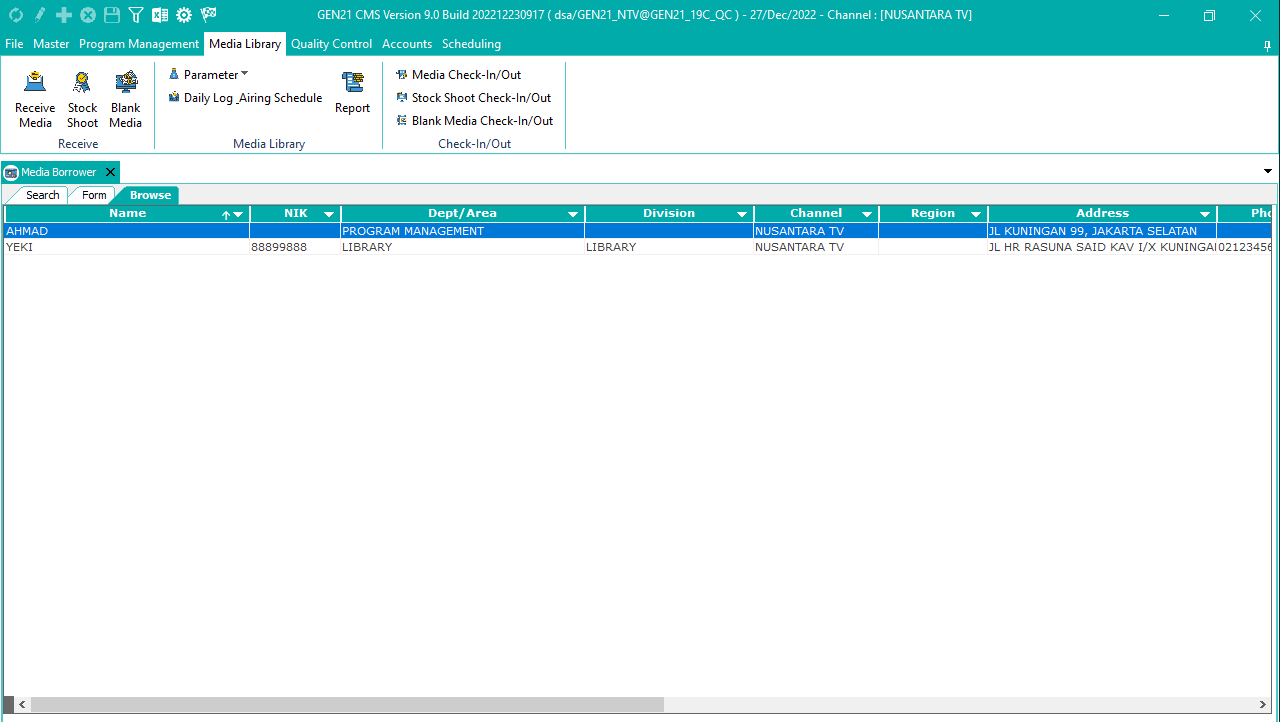 GEN21 CMS Version 9.0 Build 202212230917 ( dsa/GEN21_NTV@GEN21_19C_QC ) - 27/Dec/2022 - Channel : [NUSANTARA TV]
File Master Program Management Media Library Quality Control Accounts Scheduling
Receive Media
Stock Shoot
Blank Media
Receive
Parameter
Daily Log _Airing Schedule
Report
Media Library
Media Check-In/Out
Stock Shoot Check-In/Out
Blank Media Check-In/Out
Check-In/Out
Media Borrower
Search Form Browse
Name NIK Dept/Area Division Channel Region Address Pho
AHMAD PROGRAM MANAGEMENT NUSANTARA TV JL KUNINGAN 99, JAKARTA SELATAN
YEKI 88899888 LIBRARY LIBRARY NUSANTARA TV JL HR RASUNA SAID KAV I/X KUNINGAN 02123456